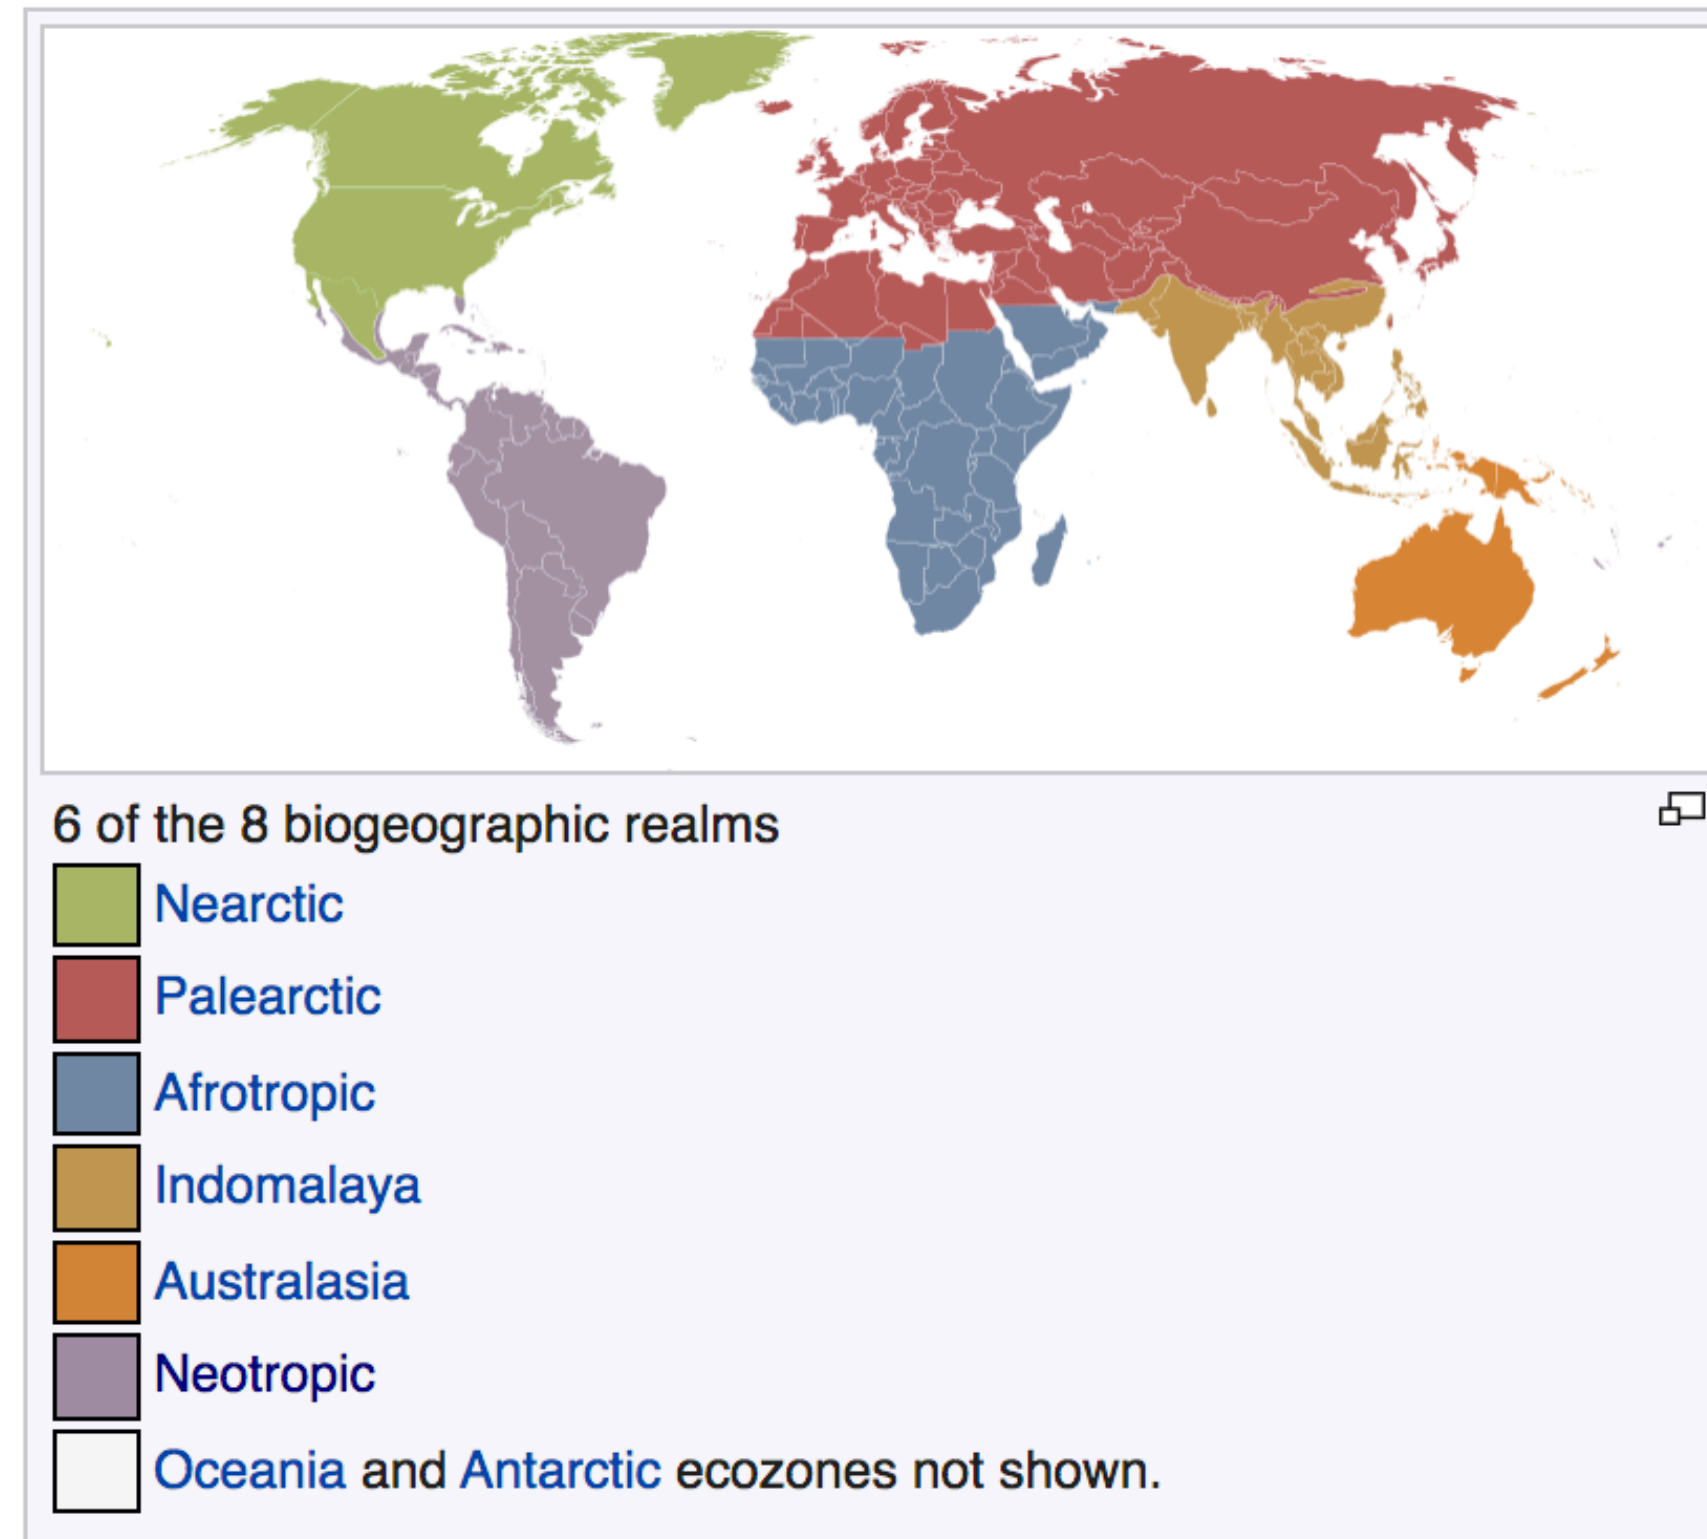 6 of the 8 biogeographic realms
Nearctic
Palearctic
Afrotropic
Indomalaya
Australasia
Neotropic
Oceania and Antarctic ecozones not shown.